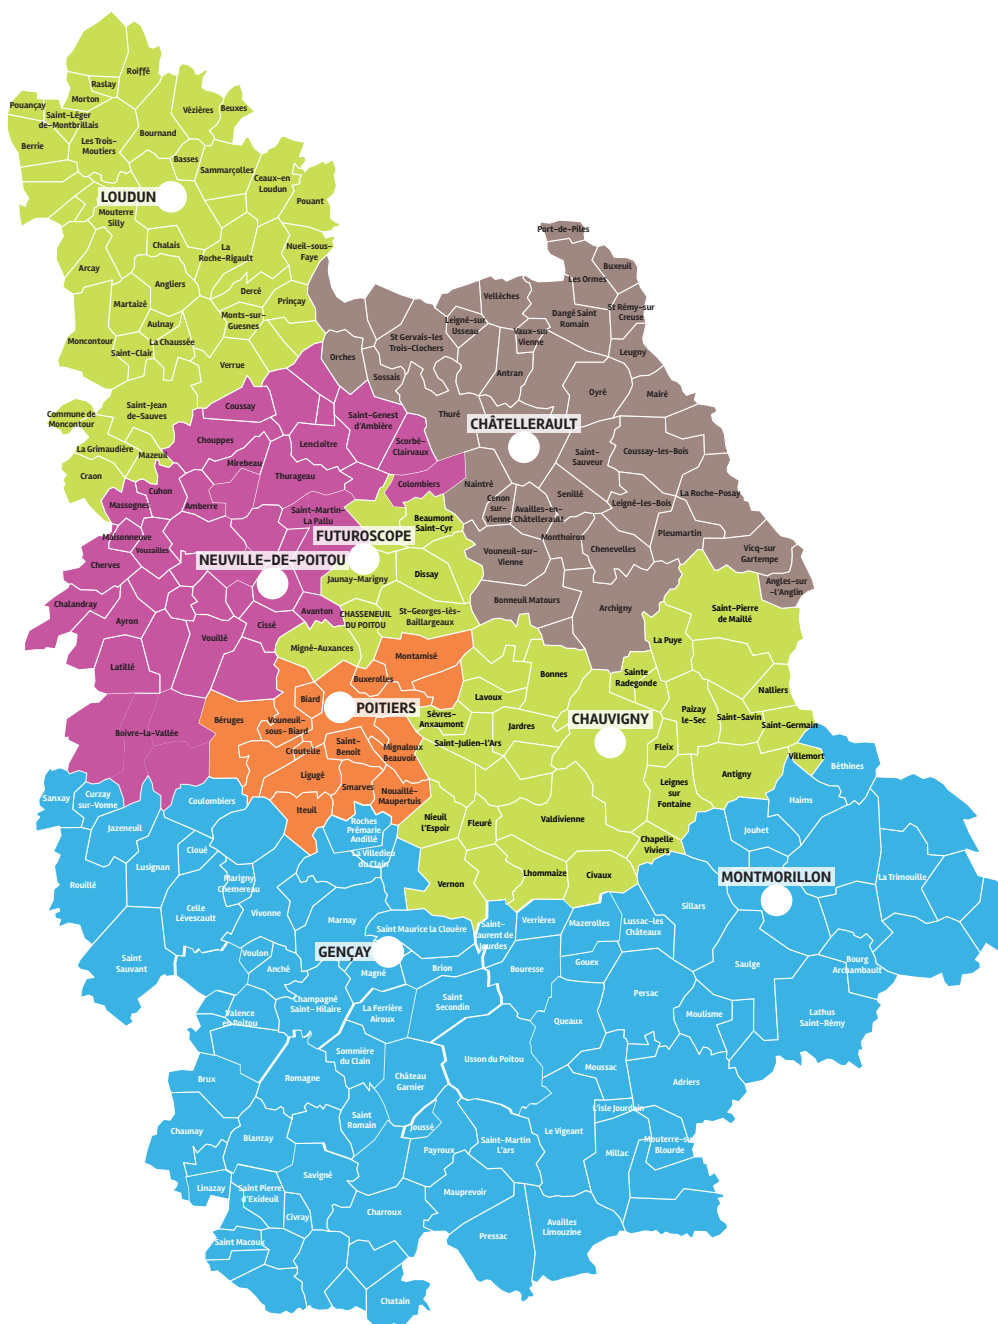 Roiffé
Raslay
Morton
Pouançay
Saint-Léger
de-Montbrillais
Vézières
Beuxes
Berrie
Les Trois-
Moutiers
Bournand
Basses
Sammarçolles
Ceaux-en
Loudun
LOUDUN
Pouant
Mouterre
Silly
Chalais
La
Roche-Rigault
Nueil-sous-
Faye
Arcay
Angliers
Dercé
Prinçay
Martaizé
Monts-sur-
Guesnes
Aulnay
Moncontour
La Chaussée
Saint-Clair
Verrue
Saint-Jean
de-Sauves
Commune de
Moncontour
La Grimaudière
Mazeuil
Craon
Port-de-Piles
Buxeuil
Les Ormes
Vellèches
St Rémy-sur
Creuse
Dangé Saint
Romain
Leigné-sur
Usseau
Vaux-sur
Vienne
St Gervais-les
Trois-Clochers
Leugny
Orches
Sossais
Antran
Oyré
Mairé
Thuré
CHÂTELLERAULT
Saint-
Sauveur
Coussay-les-Bois
Naintré
Cenon
sur-
Vienne
Availles-en-
Châtellerault
Senillé
Leigné-les-Bois
La Roche-Posay
Monthoiron
Chenevelles
Pleumartin
Vouneuil-sur-
Vienne
Vicq-sur
Gartempe
Angles-sur
-l'Anglin
Bonneuil Matours
Archigny
Coussay
Saint-Genest
d'Ambière
Chouppes
Lencloître
Scorbé-
Clairvaux
Mirebeau
Thurageau
Colombiers
Cuhon
Massognes
Amberre
Saint-Martin-
La Pallu
Maisonneuve
Vouzailles
Cherves
NEUVILLE-DE-POITOU
Chalandray
Ayron
Vouillé
Cissé
Avanton
Latillé
Boivre-la-Vallée
Beaumont
Saint-Cyr
FUTUROSCOPE
Jaunay-Marigny
Dissay
CHASSENEUIL
DU POITOU
St-Georges-lès-
Baillargeaux
Migné-Auxances
Montamisé
Buxerolles
Biard
POITIERS
Béruges
Vouneuil-
sous-Biard
Croutelle
Saint-
Benoît
Mignaloux
Beauvoir
Ligugé
Smarves
Nouaillé-
Maupertuis
Iteuil
Saint-Pierre
de Maillé
La Puye
Bonnes
Sainte
Radegonde
Nalliers
Lavoux
Sèvres-
Anxaumont
Jardres
CHAUVIGNY
Paizay
le-Sec
Saint-Savin
Saint-Germain
Saint-Julien-l'Ars
Fleix
Villemort
Antigny
Leignes
sur
Fontaine
Nieuil
l'Espoir
Fleuré
Valdivienne
Chapelle
Viviers
Vernon
Lhommaize
Civaux
Sanxay
Curzay
sur-Vonne
Coulombiers
Jazeneuil
Roches
Prémarie
Andillé
La Villedieu
du Clain
Cloué
Lusignan
Rouillé
Marigny
Chemereau
Celle
Lévescault
Vivonne
Marnay
Saint Maurice la Clouère
GENÇAY
Voulon
Anché
Magné
Brion
Saint
Sauvant
Champagné
Saint-Hilaire
La Ferrière
Airoux
Saint
Secondin
Valence
en Poitou
Sommière
du Clain
Usson du Poitou
Brux
Romagne
Château
Garnier
Saint
Romain
Chaunay
Blanzay
Joussé
Payroux
Saint-Martin
L'ars
Savigné
Linazay
Saint Pierre
d'Exideuil
Mauprevoir
Civray
Charroux
Saint Macoux
Pressac
Chatain
Béthines
Haims
Jouhet
MONTMORILLON
La Trimouille
Sillars
Saint-
Laurent de
Jourdes
Verrières
Mazerolles
Lussac-les
Châteaux
Bouresse
Gouex
Saulge
Bourg
Archambault
Persac
Moulisme
Lathus
Saint-Rémy
Queaux
Moussac
Adriers
L'isle Jourdain
Le Vigeant
Mouterre-sur
Blourde
Millac
Availles
Limouzine